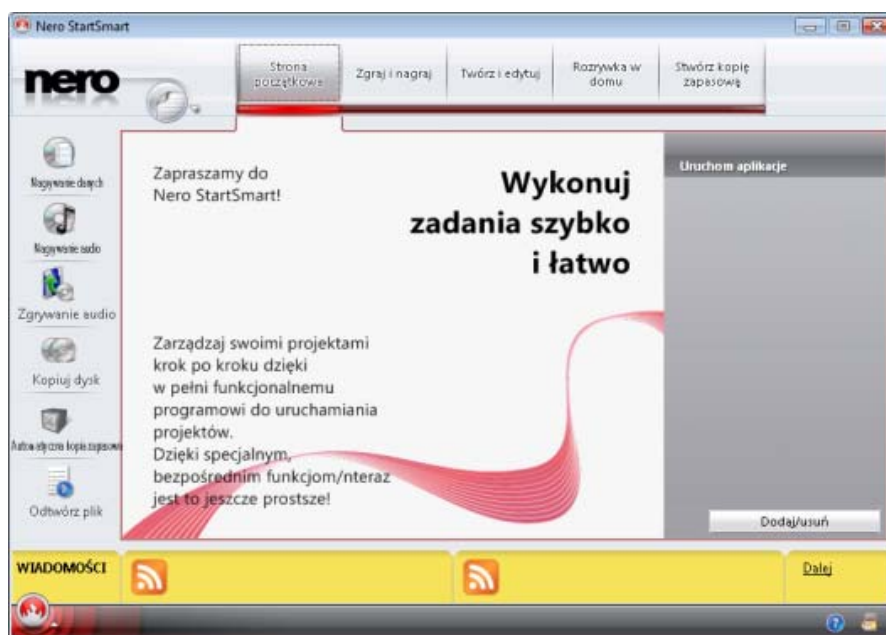 Nero StartSmart
nero
Strona
początkowa
Zgraj i nagraj
Twórz i edytuj
Rozrywka w
domu
Stwórz kopię
zapasową
Nagrywanie danych
Nagrywanie audio
Zgrywanie audio
Kopiuj dysk
Automatyczna kopia zapasowa
Odtwórz plik
Zapraszamy do
Nero StartSmart!
Wykonuj
zadania szybko
i łatwo
Zarządzaj swoimi projektami
krok po kroku dzięki
w pełni funkcjonalnemu
programowi do uruchamiania
projektów.
Dzięki specjalnym,
bezpośrednim funkcjom/nteraz
jest to jeszcze prostsze!
Uruchom aplikacje
Dodaj/usuń
WIADOMOŚCI
Dalej